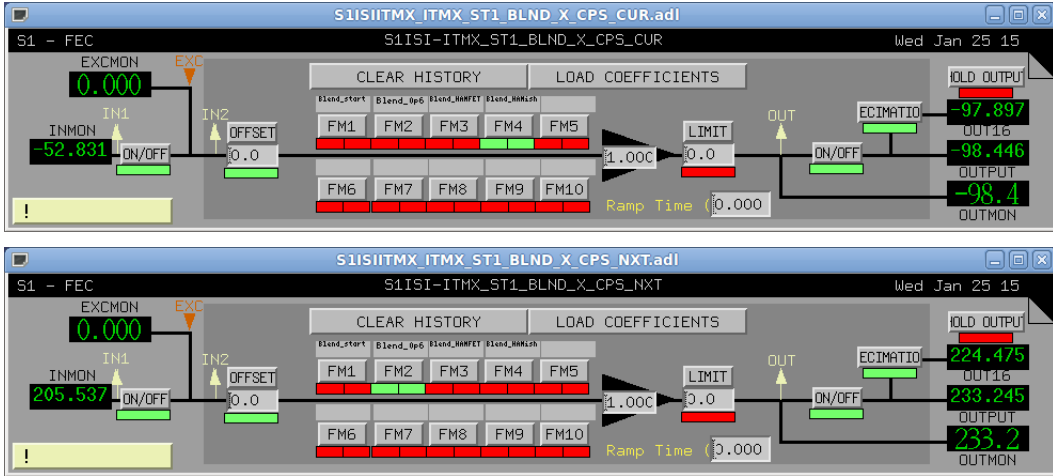 S1ISIITMX_ITMX_ST1_BLND_X_CPS_CUR.adl
S1 - FEC S1ISI-ITMX_ST1_BLND_X_CPS_CUR Wed Jan 25 15
EXCMON EXC
0.000 CLEAR HISTORY LOAD COEFFICIENTS HOLD OUTPUT
Blend_start Blend_0p6 Blend_HAMFET Blend_HAMish
IN1 IN2 OUT ECIMATIO -97.897
INMON OFFSET FM1 FM2 FM3 FM4 FM5 LIMIT OUT16
-52.831 ON/OFF 0.0 1.000 0.0 ON/OFF -98.446
OUTPUT
FM6 FM7 FM8 FM9 FM10 -98.4
! Ramp Time ( 0.000 OUTMON
S1ISIITMX_ITMX_ST1_BLND_X_CPS_NXT.adl
S1 - FEC S1ISI-ITMX_ST1_BLND_X_CPS_NXT Wed Jan 25 15
EXCMON EXC
0.000 CLEAR HISTORY LOAD COEFFICIENTS HOLD OUTPUT
Blend_start Blend_0p6 Blend_HAMFET Blend_HAMish
IN1 IN2 OUT ECIMATIO 224.475
INMON OFFSET FM1 FM2 FM3 FM4 FM5 LIMIT OUT16
205.537 ON/OFF 0.0 1.000 0.0 ON/OFF 233.245
OUTPUT
FM6 FM7 FM8 FM9 FM10 233.2
! Ramp Time ( 0.000 OUTMON